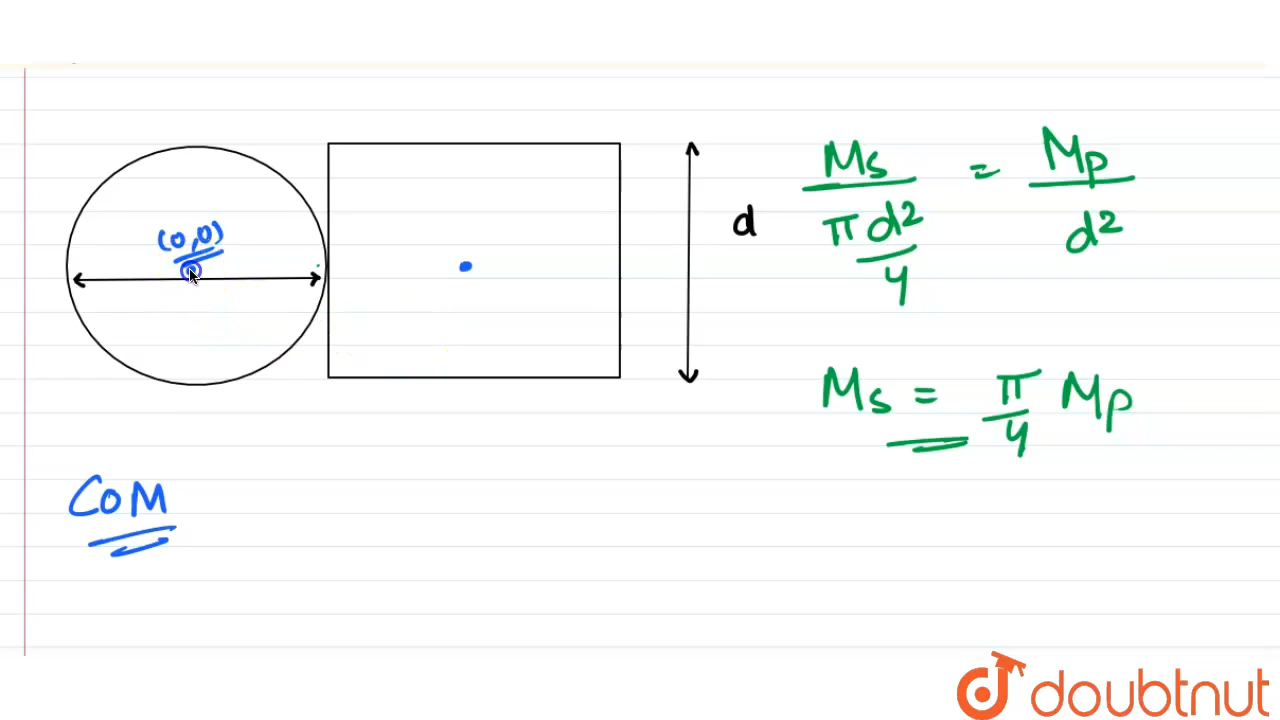 (0,0)
d
Ms / (πd²/4) = Mp / d²
Ms = π/4 Mp
CoM
doubtnut